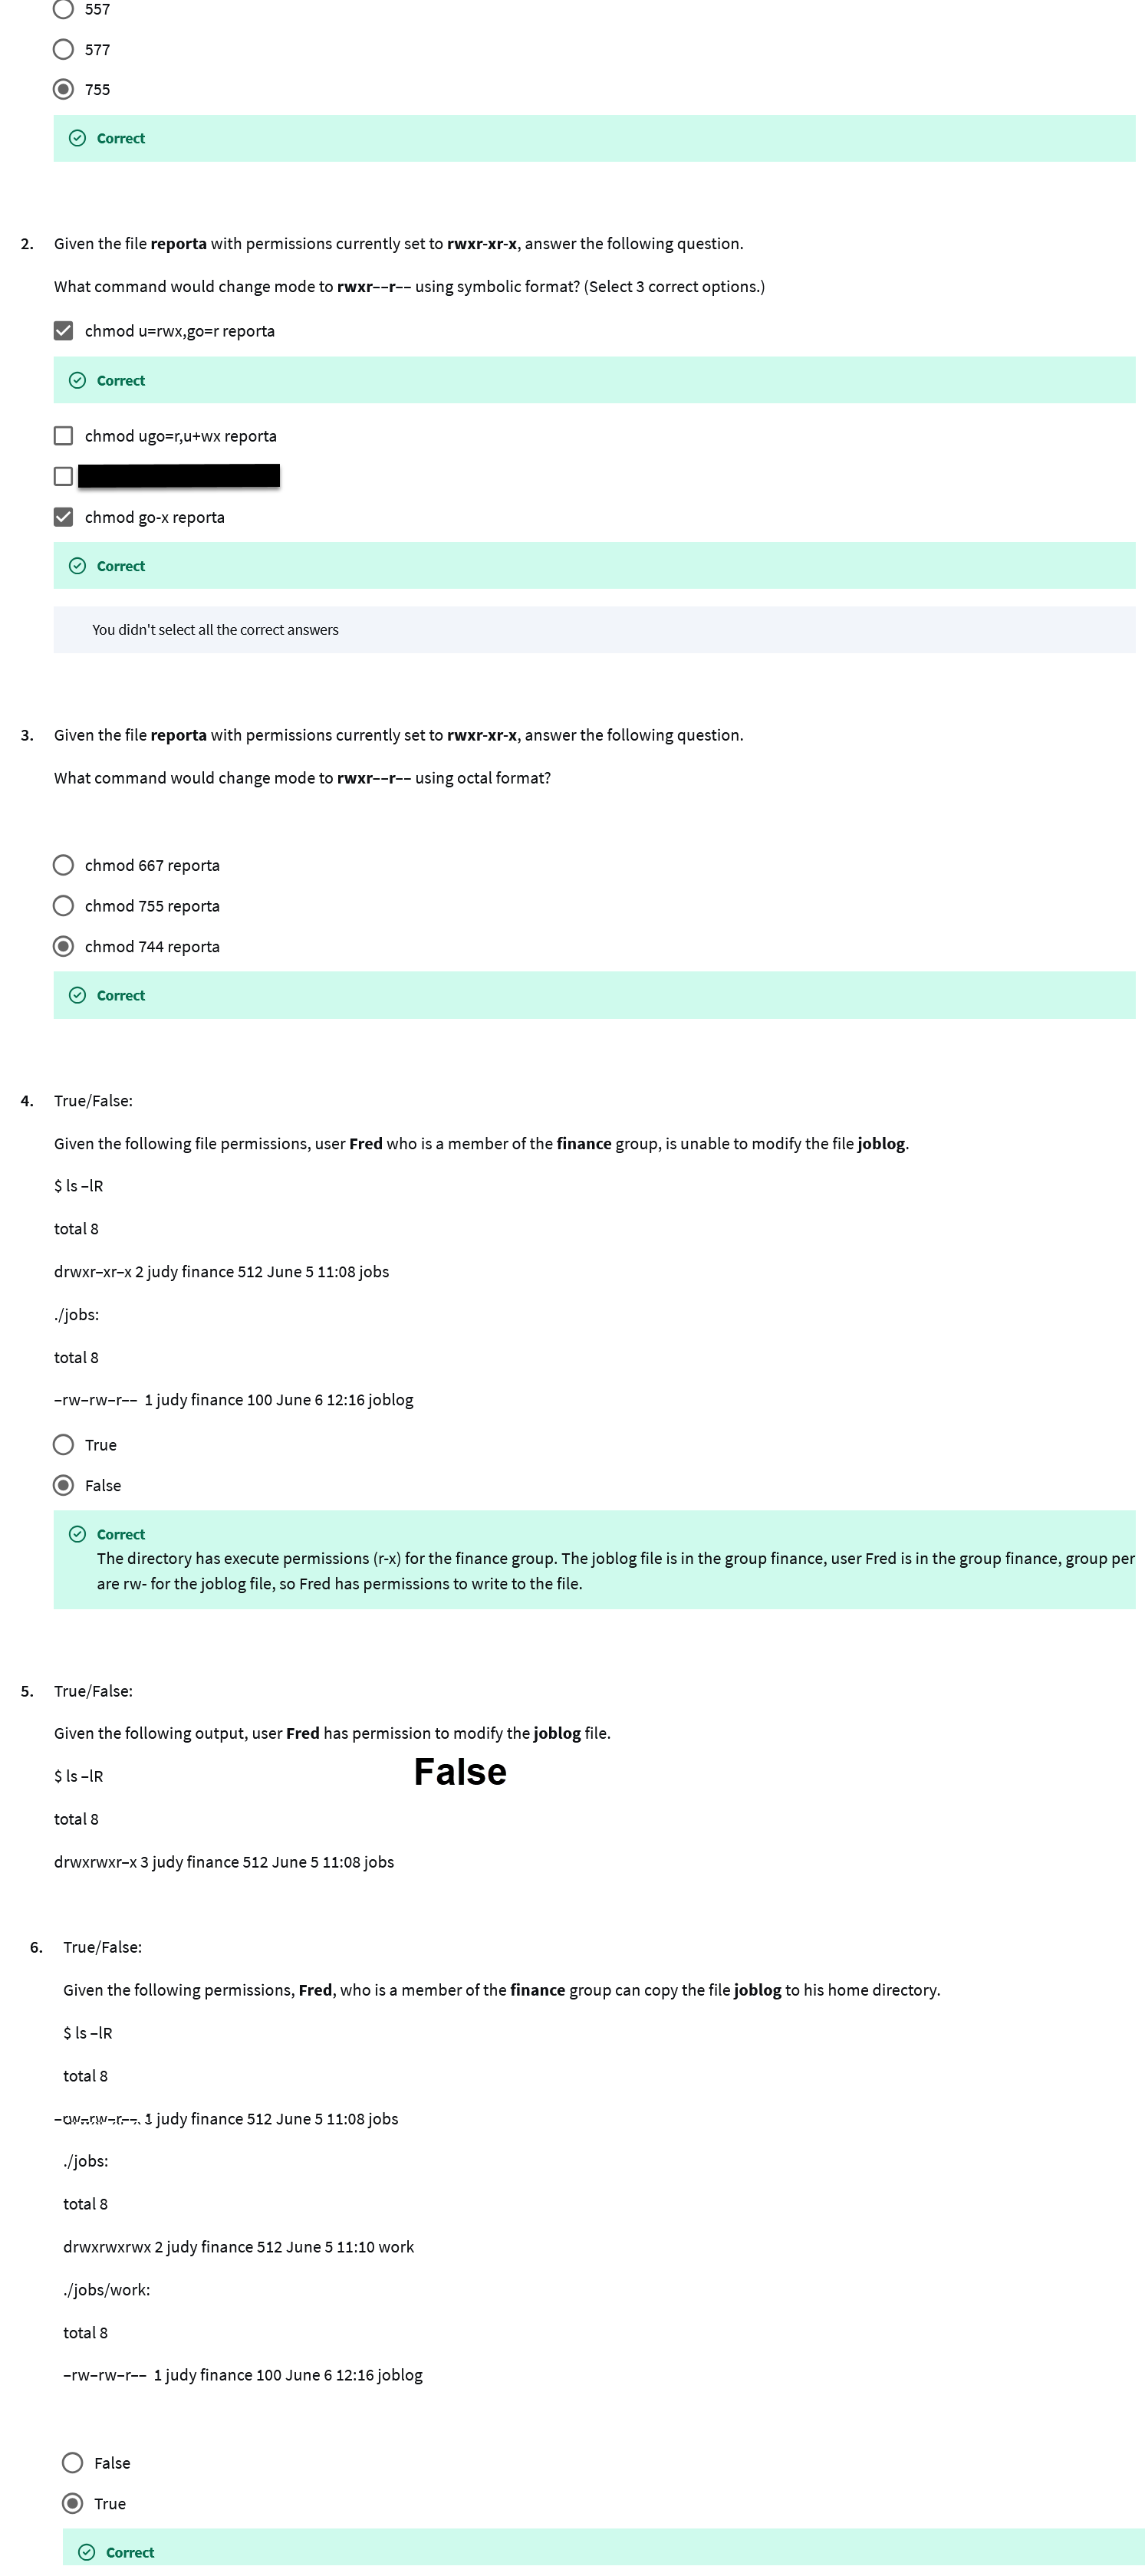 557
577
755
Correct
2. Given the file reporta with permissions currently set to rwxr-xr-x, answer the following question.
What command would change mode to rwxr––r–– using symbolic format? (Select 3 correct options.)
chmod u=rwx,go=r reporta
Correct
chmod ugo=r,u+wx reporta
chmod go-x reporta
Correct
You didn't select all the correct answers
3. Given the file reporta with permissions currently set to rwxr-xr-x, answer the following question.
What command would change mode to rwxr––r–– using octal format?
chmod 667 reporta
chmod 755 reporta
chmod 744 reporta
Correct
4. True/False:
Given the following file permissions, user Fred who is a member of the finance group, is unable to modify the file joblog.
$ ls –lR
total 8
drwxr–xr–x 2 judy finance 512 June 5 11:08 jobs
./jobs:
total 8
–rw–rw–r–– 1 judy finance 100 June 6 12:16 joblog
True
False
Correct
The directory has execute permissions (r-x) for the finance group. The joblog file is in the group finance, user Fred is in the group finance, group per
are rw- for the joblog file, so Fred has permissions to write to the file.
5. True/False:
Given the following output, user Fred has permission to modify the joblog file.
False
$ ls –lR
total 8
drwxrwxr–x 3 judy finance 512 June 5 11:08 jobs
6. True/False:
Given the following permissions, Fred, who is a member of the finance group can copy the file joblog to his home directory.
$ ls –lR
total 8
1 judy finance 512 June 5 11:08 jobs
./jobs:
total 8
drwxrwxrwx 2 judy finance 512 June 5 11:10 work
./jobs/work:
total 8
–rw–rw–r–– 1 judy finance 100 June 6 12:16 joblog
False
True
Correct